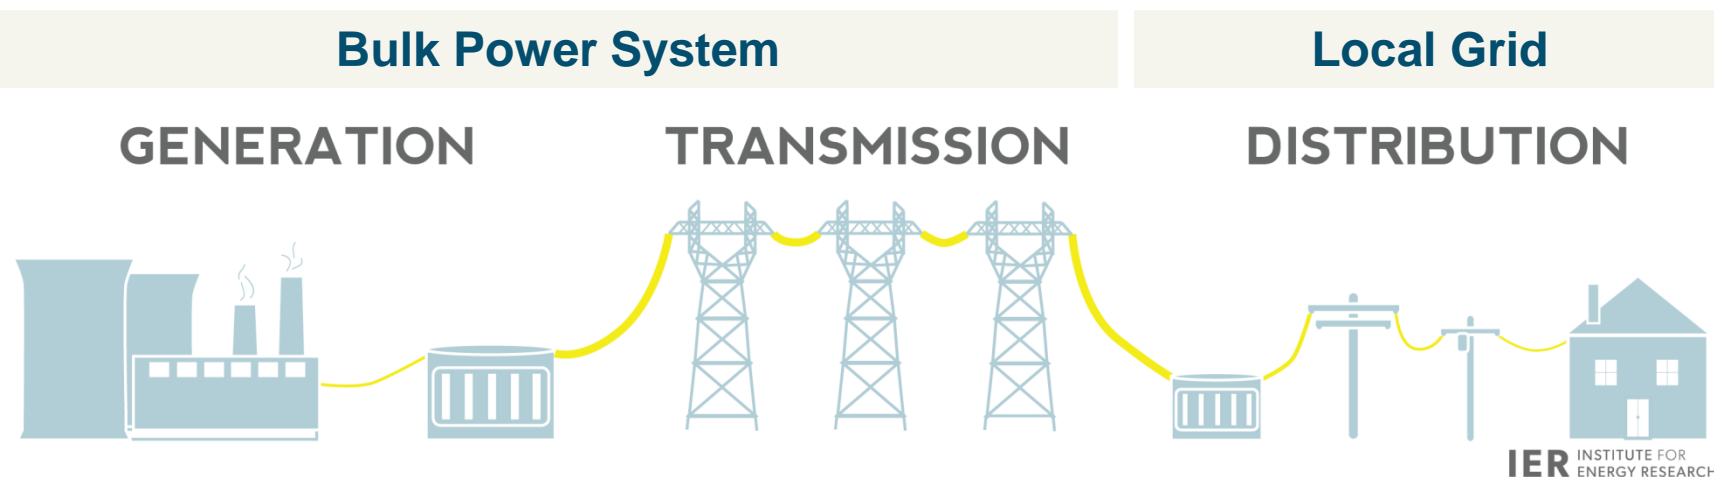 Bulk Power System
Local Grid
GENERATION
TRANSMISSION
DISTRIBUTION
IER INSTITUTE FOR
ENERGY RESEARCH